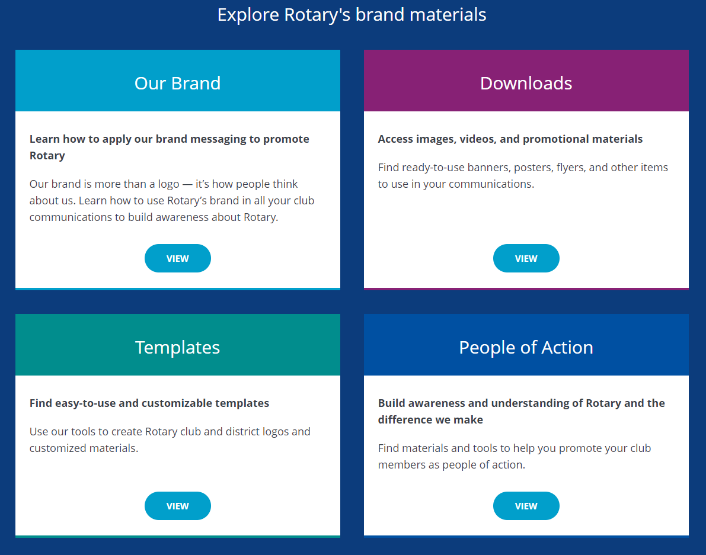 Explore Rotary's brand materials
Our Brand
Learn how to apply our brand messaging to promote
Rotary
Our brand is more than a logo — it's how people think
about us. Learn how to use Rotary's brand in all your club
communications to build awareness about Rotary.
VIEW
Downloads
Access images, videos, and promotional materials
Find ready-to-use banners, posters, flyers, and other items
to use in your communications.
VIEW
Templates
Find easy-to-use and customizable templates
Use our tools to create Rotary club and district logos and
customized materials.
VIEW
People of Action
Build awareness and understanding of Rotary and the
difference we make
Find materials and tools to help you promote your club
members as people of action.
VIEW